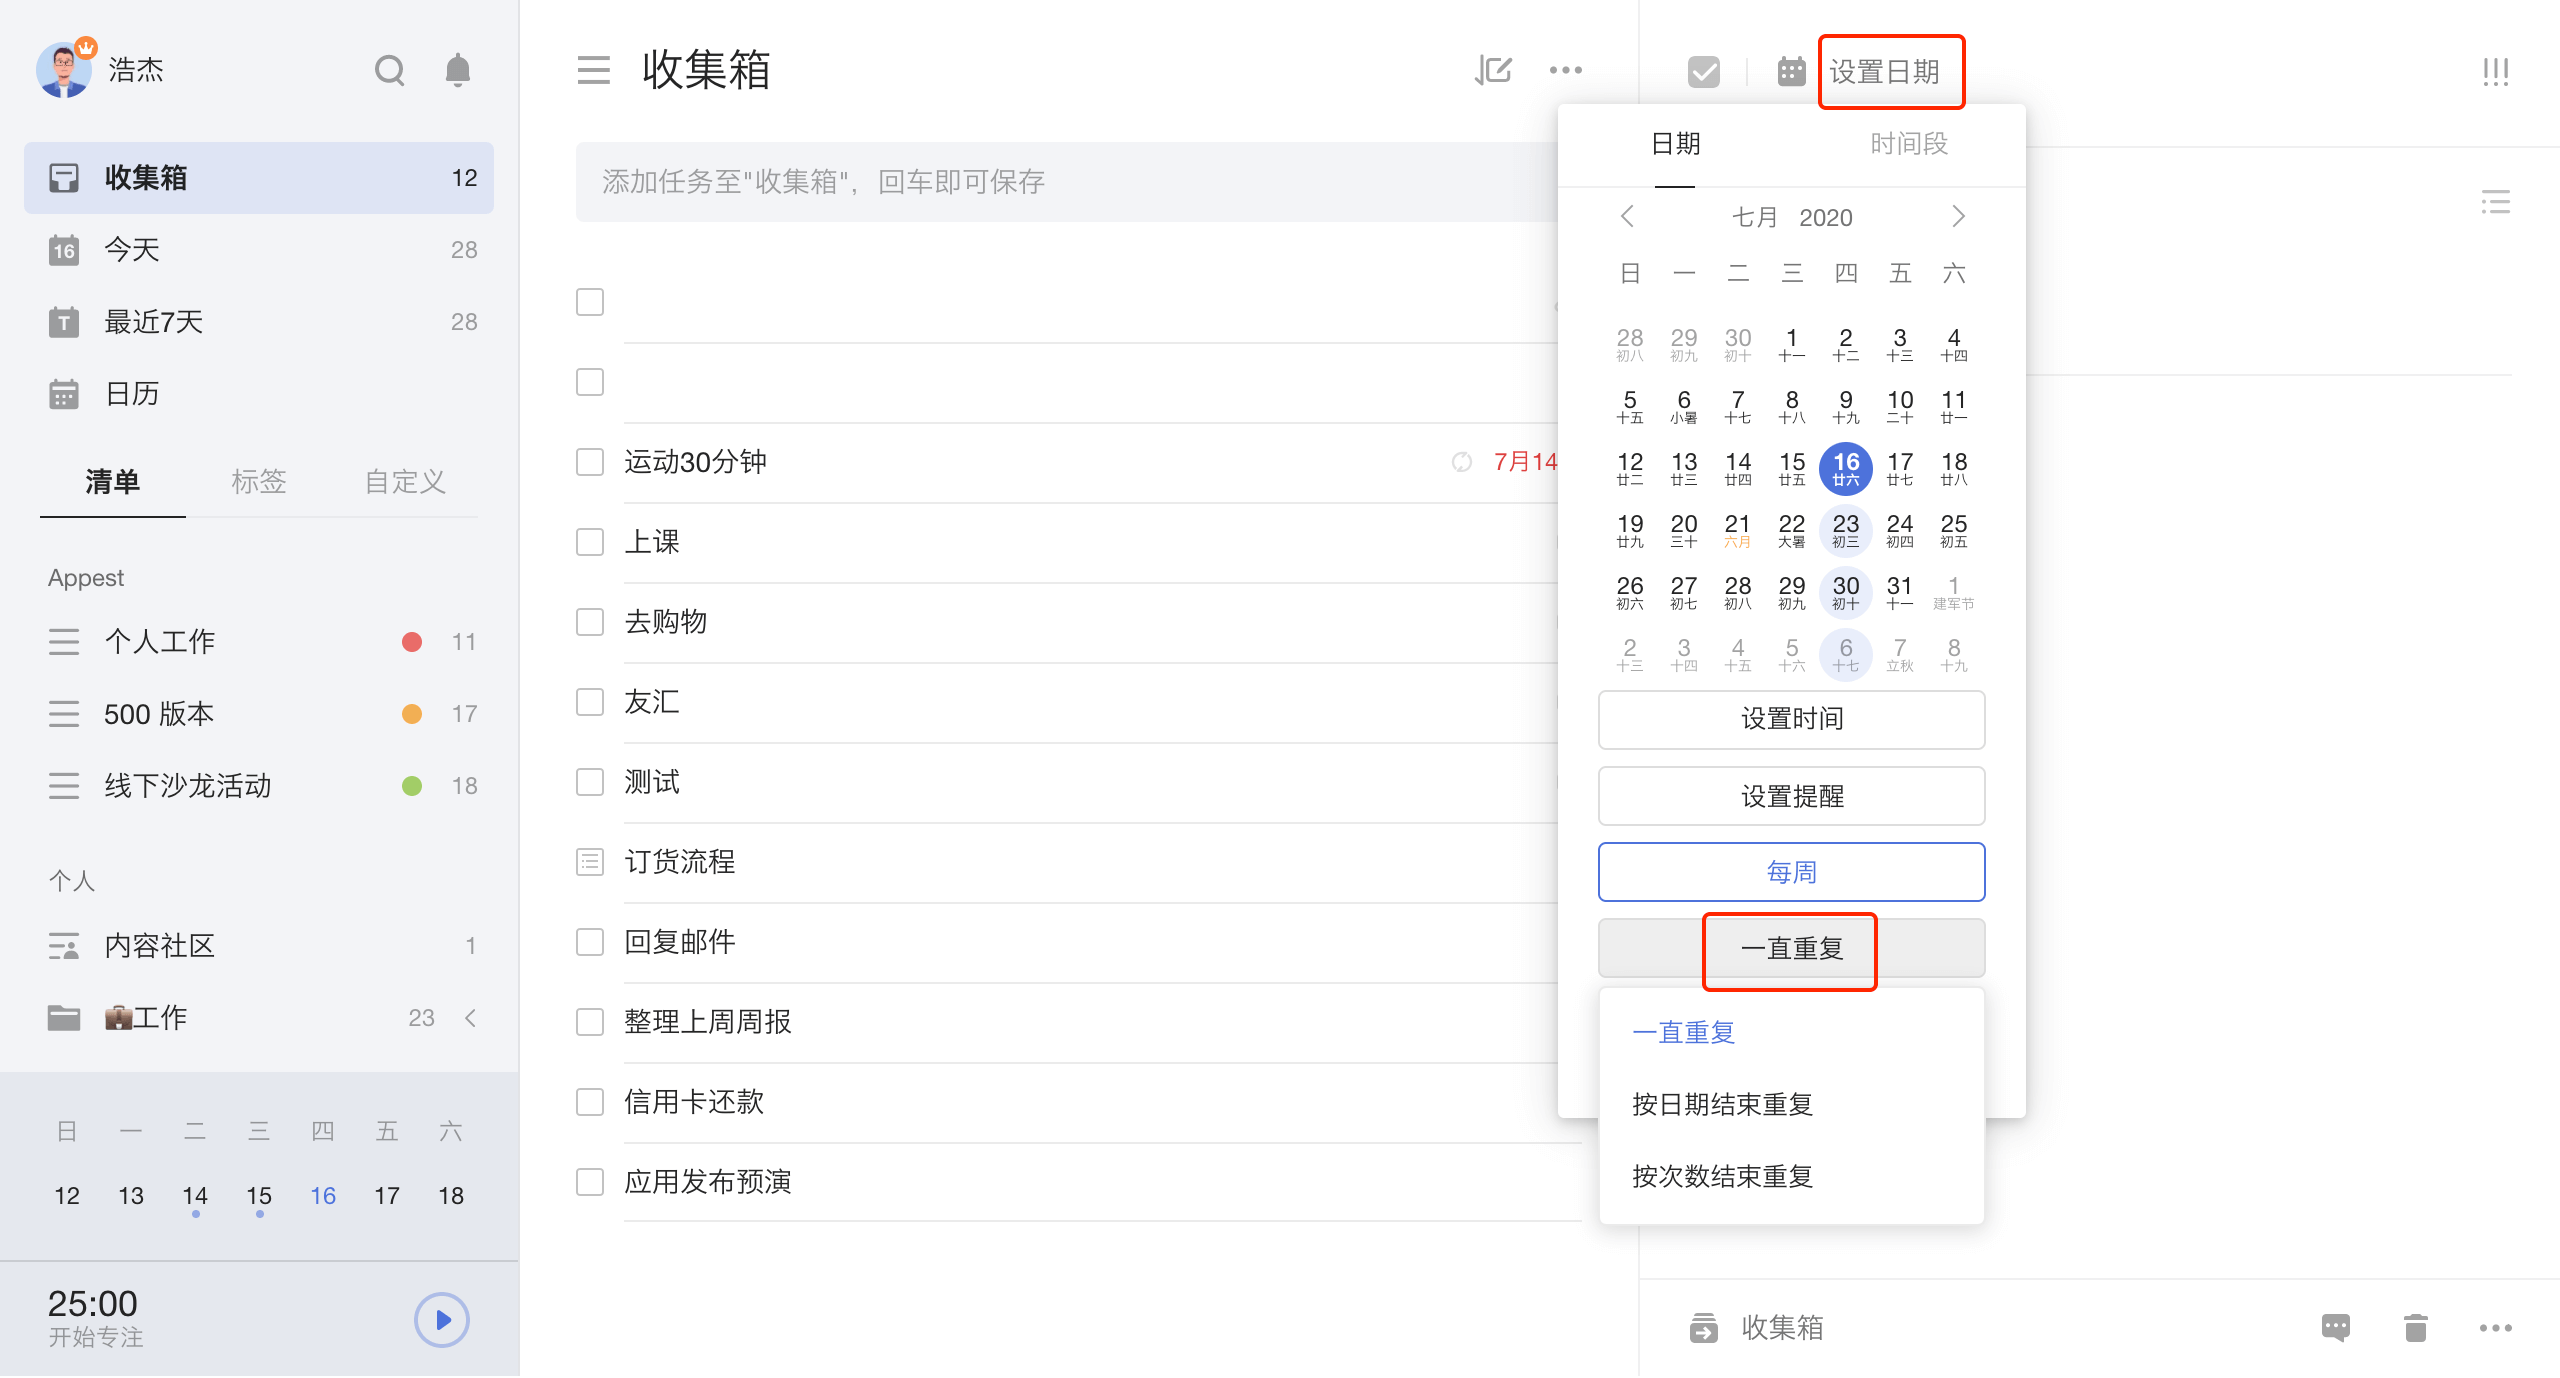 浩杰
收集箱 12
16 今天 28
T 最近7天 28
日历
清单 标签 自定义
Appest
个人工作 11
500 版本 17
线下沙龙活动 18
个人
内容社区 1
工作 23
日 一 二 三 四 五 六
12 13 14 15 16 17 18
25:00
开始专注
收集箱
添加任务至"收集箱"，回车即可保存
运动30分钟 7月14
上课
去购物
友汇
测试
订货流程
回复邮件
整理上周周报
信用卡还款
应用发布预演
设置日期
日期 时间段
七月 2020
日 一 二 三 四 五 六
28 29 30 1 2 3 4
初八 初九 初十 十一 十二 十三 十四
5 6 7 8 9 10 11
十五 小暑 十七 十八 十九 二十 廿一
12 13 14 15 16 17 18
廿二 廿三 廿四 廿五 廿六 廿七 廿八
19 20 21 22 23 24 25
廿九 三十 六月 大暑 初三 初四 初五
26 27 28 29 30 31 1
初六 初七 初八 初九 初十 十一 建军节
2 3 4 5 6 7 8
十三 十四 十五 十六 十七 立秋 十九
设置时间
设置提醒
每周
一直重复
一直重复
按日期结束重复
按次数结束重复
收集箱